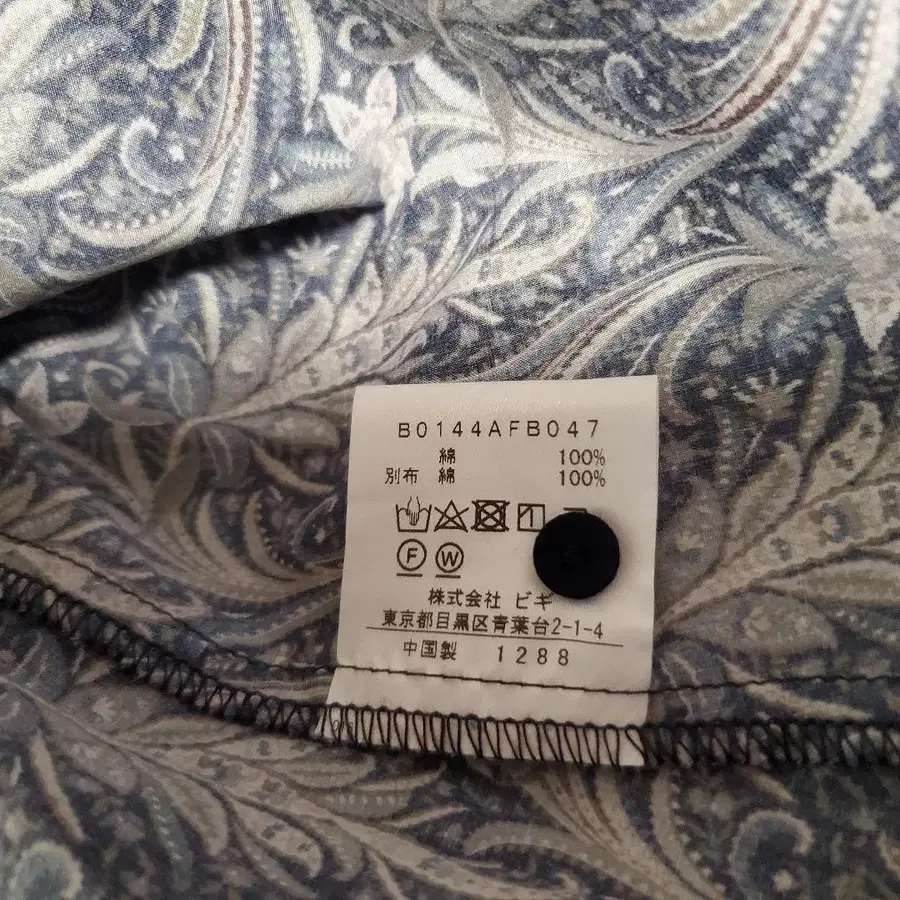 B0144AFB047
綿 100%
別布 綿 100%
F W
株式会社 ビギ
東京都目黒区青葉台2-1-4
中国製 1288